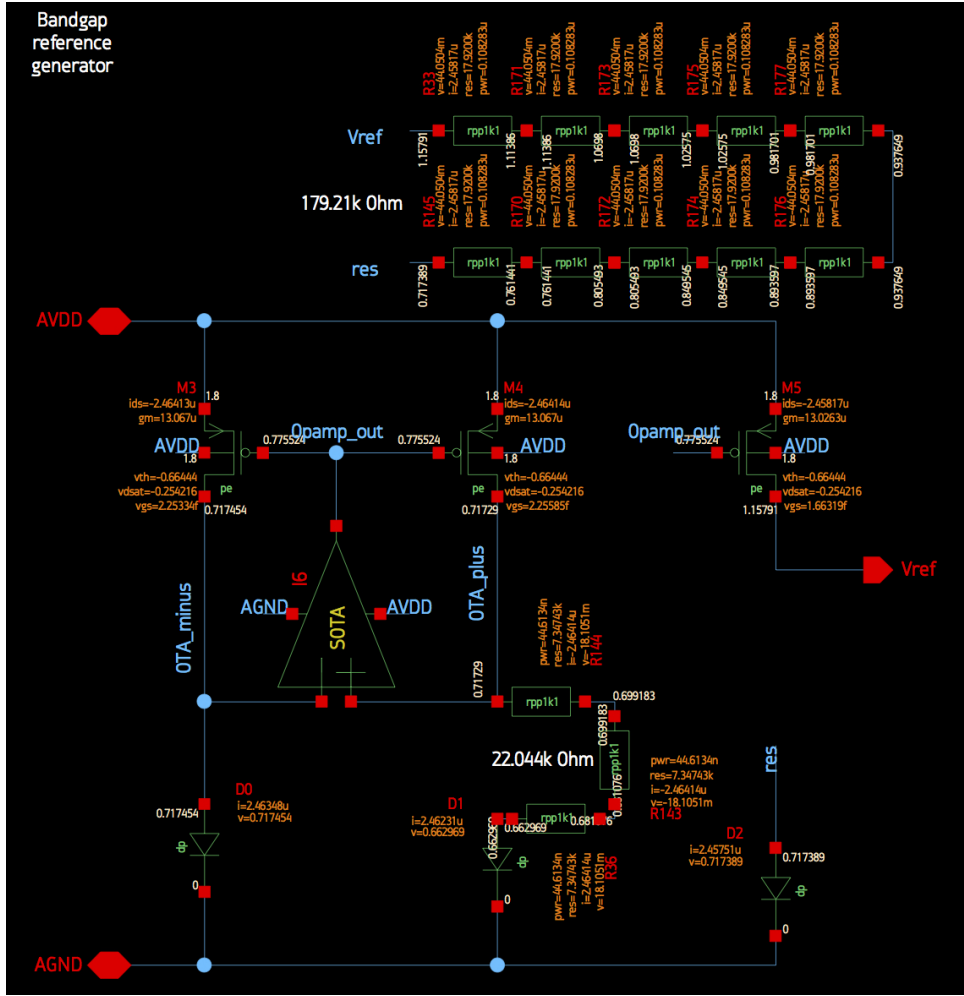 Bandgap
reference
generator
R33
v=44.0504m
i=2.45817u
res=17.9200k
pwr=0.108283u
R171
v=44.0504m
i=2.45817u
res=17.9200k
pwr=0.108283u
R173
v=44.0504m
i=2.45817u
res=17.9200k
pwr=0.108283u
R175
v=44.0504m
i=2.45817u
res=17.9200k
pwr=0.108283u
R177
v=44.0504m
i=2.45817u
res=17.9200k
pwr=0.108283u
Vref
rpp1k1
rpp1k1
rpp1k1
rpp1k1
rpp1k1
1.15791
1.11386
1.11386
1.0698
1.0698
1.02575
1.02575
0.981701
0.981701
0.937649
179.21k Ohm
R145
v=-44.0504m
i=-2.45817u
res=17.9200k
pwr=0.108283u
R170
v=-44.0504m
i=-2.45817u
res=17.9200k
pwr=0.108283u
R172
v=-44.0504m
i=-2.45817u
res=17.9200k
pwr=0.108283u
R174
v=-44.0504m
i=-2.45817u
res=17.9200k
pwr=0.108283u
R176
v=-44.0504m
i=-2.45817u
res=17.9200k
pwr=0.108283u
res
rpp1k1
rpp1k1
rpp1k1
rpp1k1
rpp1k1
0.717389
0.761441
0.761441
0.805493
0.805493
0.849545
0.849545
0.893597
0.893597
0.937649
AVDD
M3
ids=-2.46413u
gm=13.067u
1.8
AVDD
1.8
0.775524
vth=-0.66444
vdsat=-0.254216
vgs=2.25334f
pe
0.717454
Opamp_out
M4
ids=-2.46414u
gm=13.067u
1.8
0.775524
AVDD
1.8
vth=-0.66444
vdsat=-0.254216
vgs=2.25585f
pe
0.71729
M5
ids=-2.45817u
gm=13.0263u
1.8
Opamp_out
0.775524
AVDD
1.8
vth=-0.66444
vdsat=-0.254216
vgs=1.66319f
pe
1.15791
Vref
OTA_minus
I6
AGND
SOTA
AVDD
OTA_plus
0.71729
pwr=44.6134n
res=7.34743k
i=-2.46414u
v=-18.1051m
R144
rpp1k1
0.699183
0.699183
22.044k Ohm
rpp1k1
pwr=44.6134n
res=7.34743k
i=-2.46414u
v=-18.1051m
R143
D0
i=2.46348u
v=0.717454
0.717454
dp
0
D1
i=2.46231u
v=0.662969
0.662969
0.662969
rpp1k1
dp
0
pwr=44.6134n
res=7.34743k
i=2.46414u
v=18.1051m
R36
res
D2
i=2.45751u
v=0.717389
0.717389
dp
0
AGND